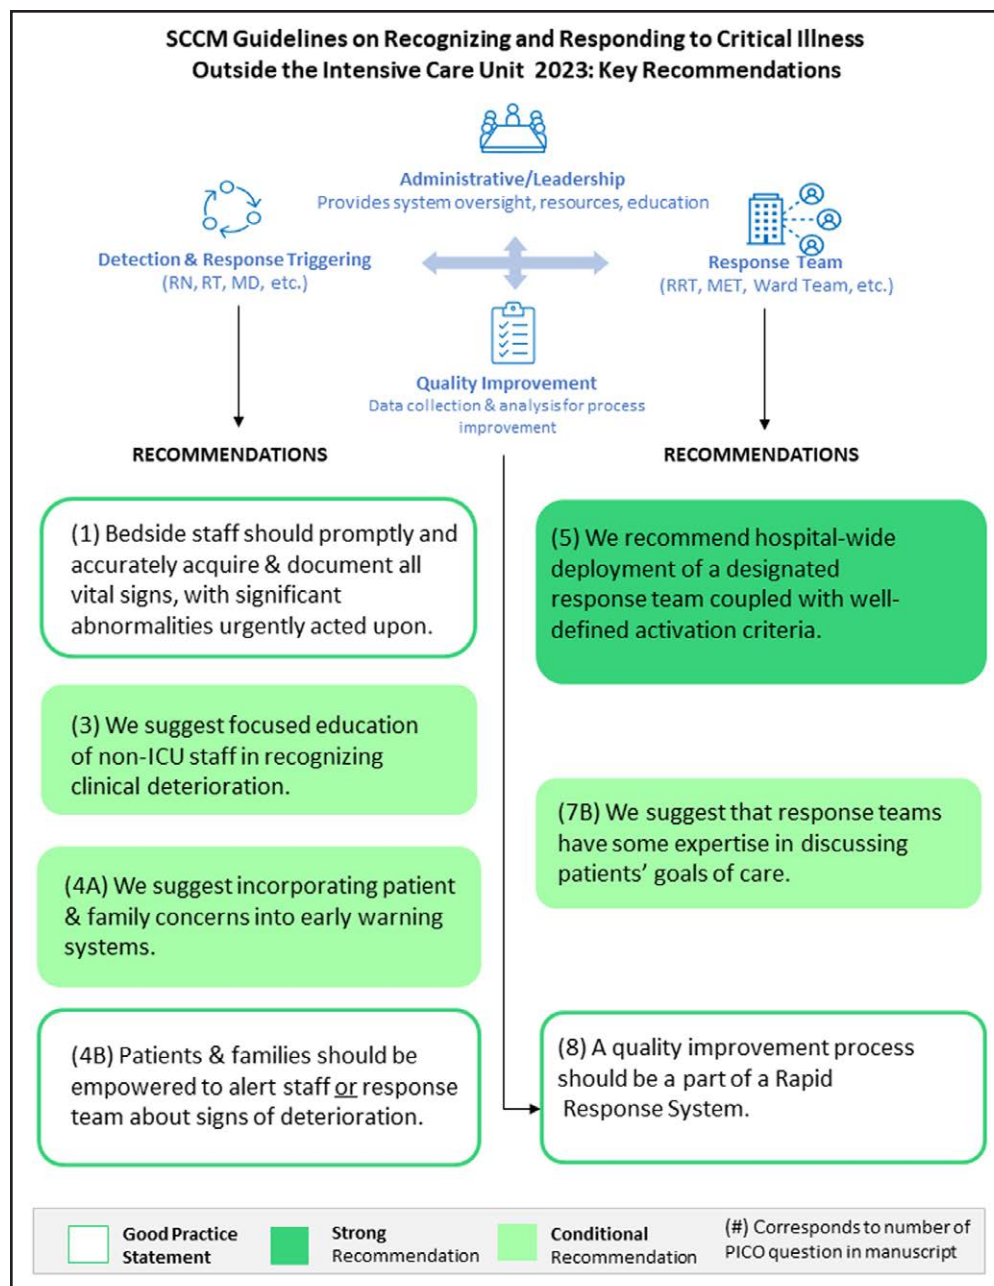 SCCM Guidelines on Recognizing and Responding to Critical Illness
Outside the Intensive Care Unit 2023: Key Recommendations
Administrative/Leadership
Provides system oversight, resources, education
Detection & Response Triggering
(RN, RT, MD, etc.)
Response Team
(RRT, MET, Ward Team, etc.)
Quality Improvement
Data collection & analysis for process
improvement
RECOMMENDATIONS
(1) Bedside staff should promptly and
accurately acquire & document all
vital signs, with significant
abnormalities urgently acted upon.
(3) We suggest focused education
of non-ICU staff in recognizing
clinical deterioration.
(4A) We suggest incorporating patient
& family concerns into early warning
systems.
(4B) Patients & families should be
empowered to alert staff or response
team about signs of deterioration.
RECOMMENDATIONS
(5) We recommend hospital-wide
deployment of a designated
response team coupled with well-
defined activation criteria.
(7B) We suggest that response teams
have some expertise in discussing
patients’ goals of care.
(8) A quality improvement process
should be a part of a Rapid
Response System.
Good Practice
Statement
Strong
Recommendation
Conditional
Recommendation
(#) Corresponds to number of
PICO question in manuscript